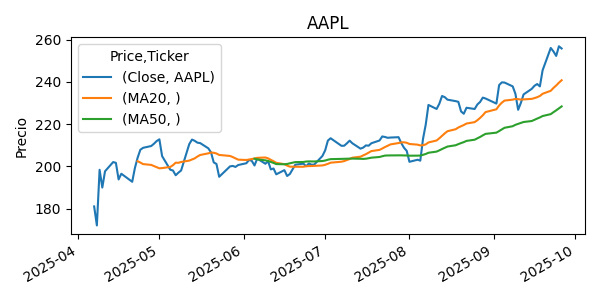 AAPL
Price,Ticker
(Close, AAPL)
(MA20, )
(MA50, )
Precio
260
240
220
200
180
2025-04
2025-05
2025-06
2025-07
2025-08
2025-09
2025-10